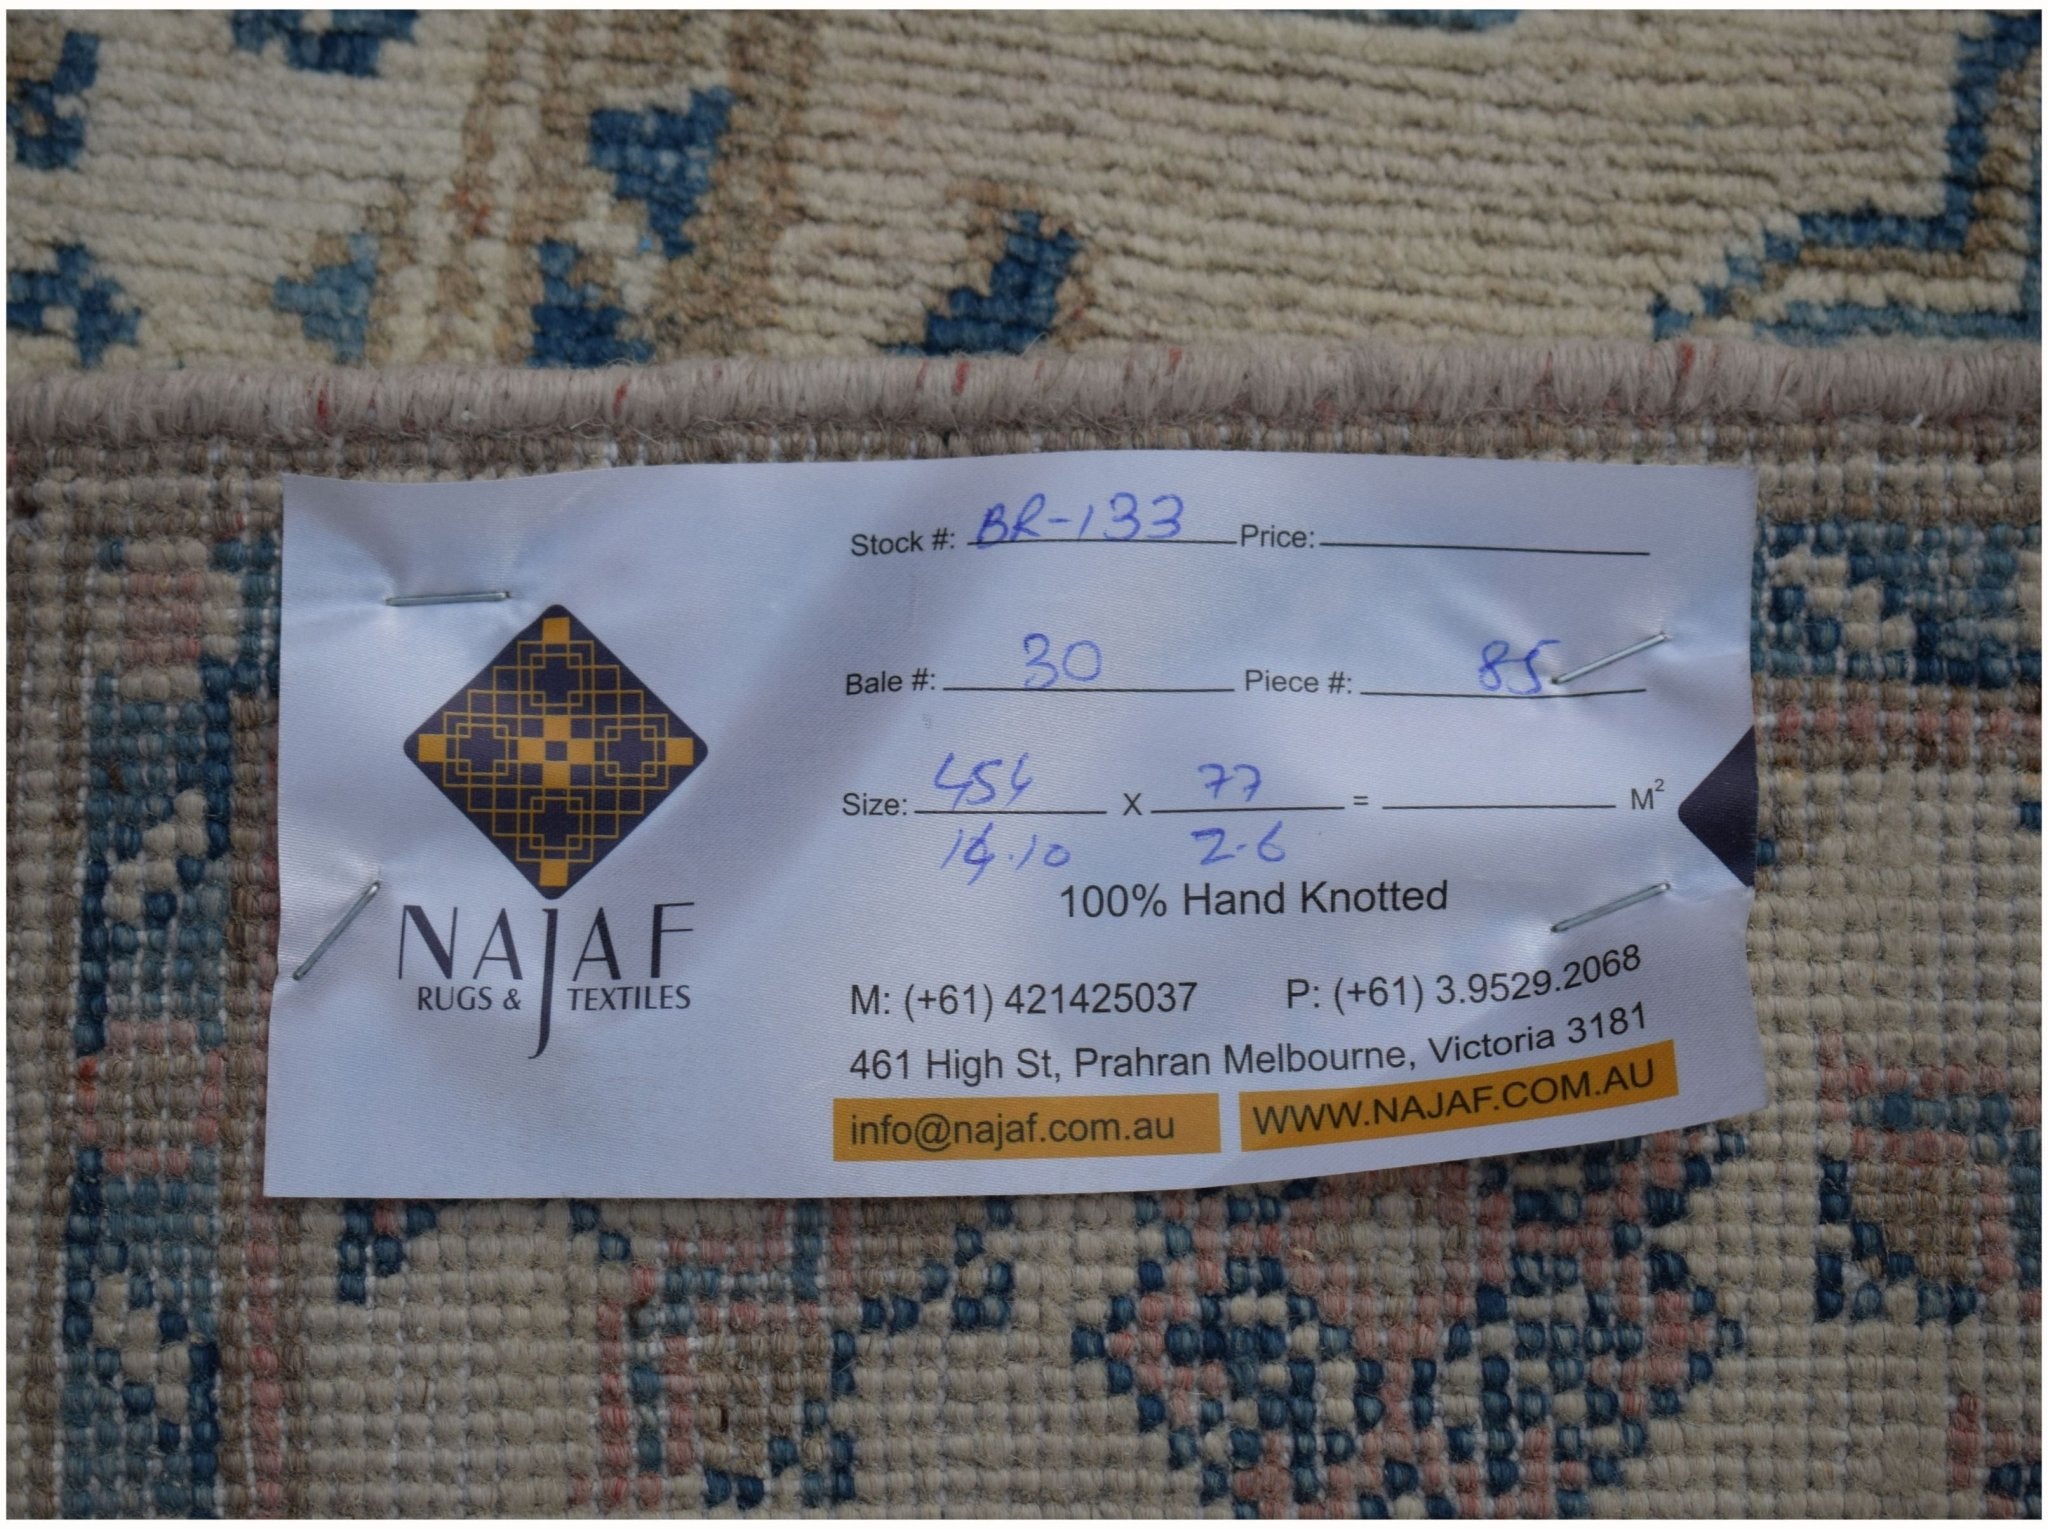 Stock #: BR-133 Price:
Bale #: 30 Piece #: 85
Size: 454 X 77 = M²
14.10 2-6
100% Hand Knotted
NAJAF
RUGS & TEXTILES
M: (+61) 421425037 P: (+61) 3.9529.2068
461 High St, Prahran Melbourne, Victoria 3181
info@najaf.com.au WWW.NAJAF.COM.AU